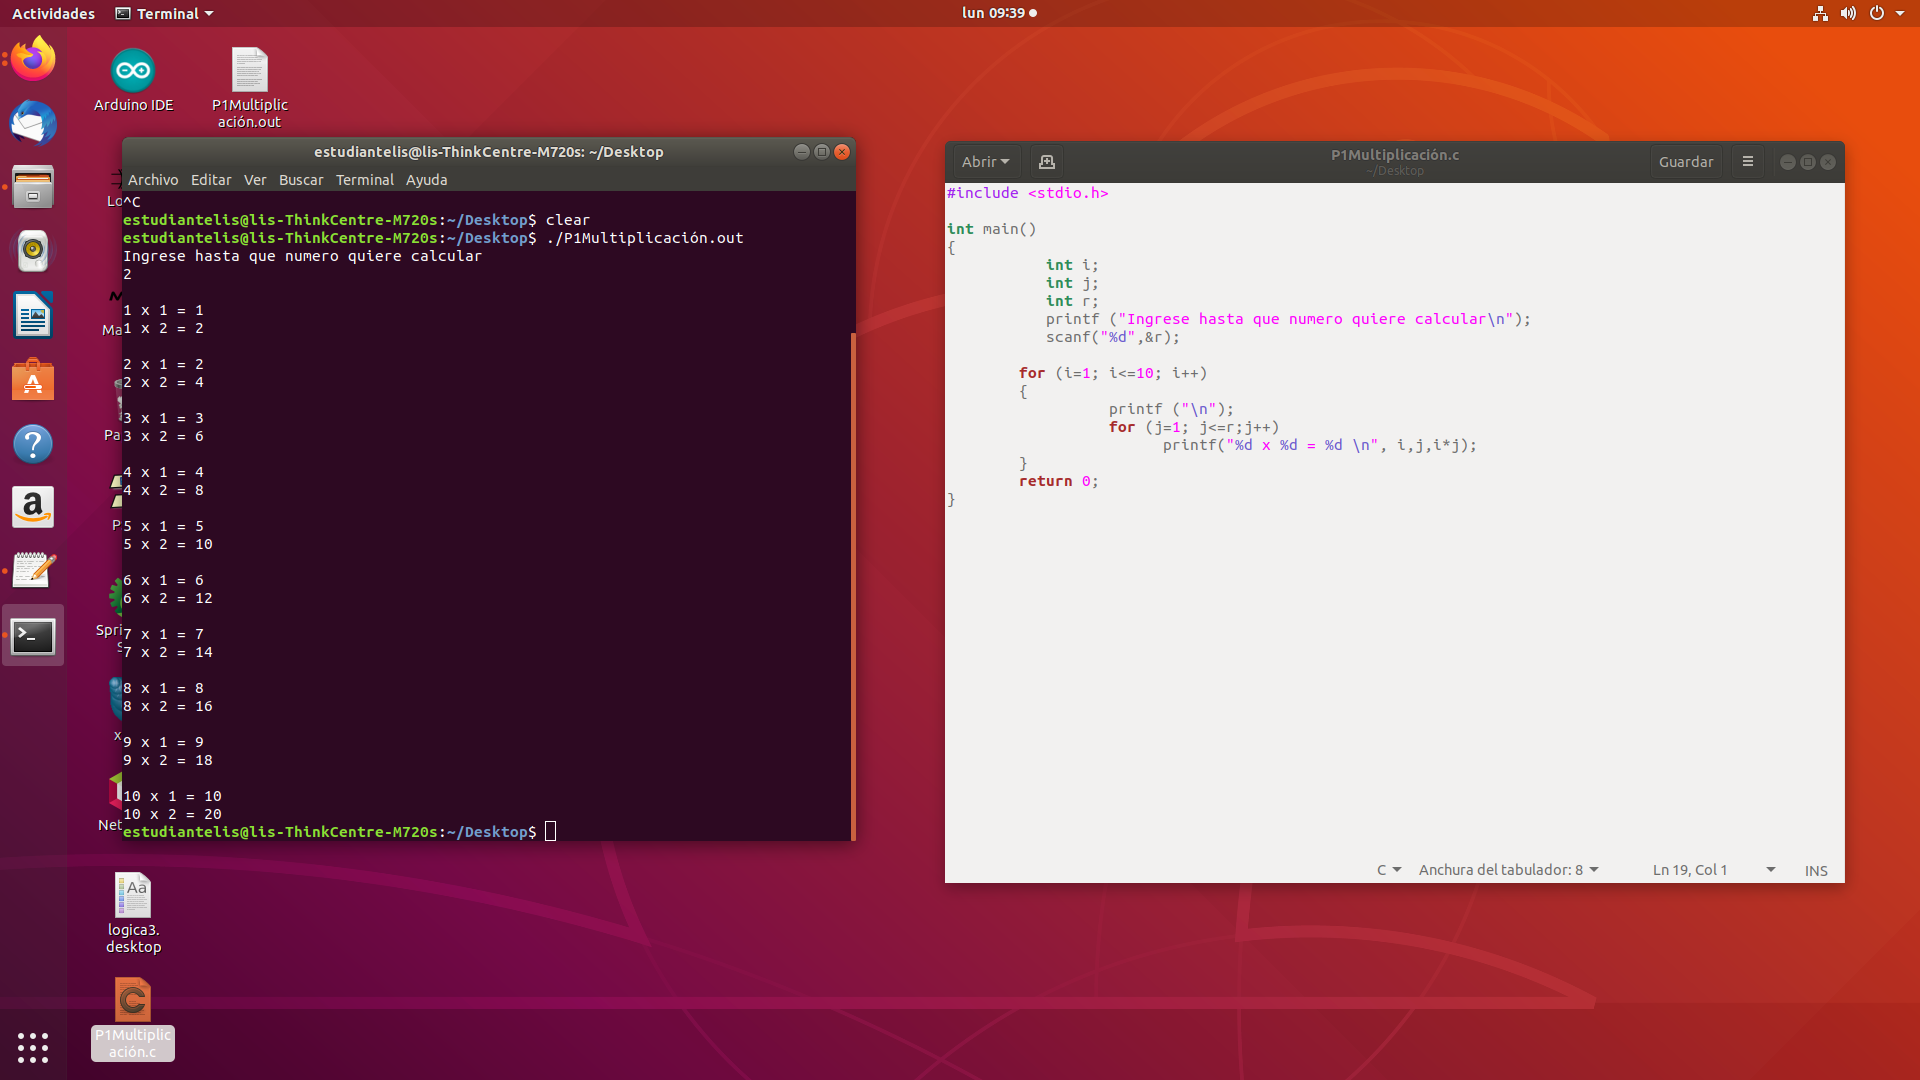 Actividades
Terminal
lun 09:39
Arduino IDE
P1Multiplic
ación.out
estudiantelis@lis-ThinkCentre-M720s: ~/Desktop
Archivo Editar Ver Buscar Terminal Ayuda
^C
estudiantelis@lis-ThinkCentre-M720s:~/Desktop$ clear
estudiantelis@lis-ThinkCentre-M720s:~/Desktop$ ./P1Multiplicación.out
Ingrese hasta que numero quiere calcular
2
1 x 1 = 1
1 x 2 = 2
2 x 1 = 2
2 x 2 = 4
3 x 1 = 3
3 x 2 = 6
4 x 1 = 4
4 x 2 = 8
5 x 1 = 5
5 x 2 = 10
6 x 1 = 6
6 x 2 = 12
7 x 1 = 7
7 x 2 = 14
8 x 1 = 8
8 x 2 = 16
9 x 1 = 9
9 x 2 = 18
10 x 1 = 10
10 x 2 = 20
estudiantelis@lis-ThinkCentre-M720s:~/Desktop$
Abrir
P1Multiplicación.c
~/Desktop
Guardar
#include <stdio.h>
int main()
{
int i;
int j;
int r;
printf ("Ingrese hasta que numero quiere calcular\n");
scanf("%d",&r);
for (i=1; i<=10; i++)
{
printf ("\n");
for (j=1; j<=r;j++)
printf("%d x %d = %d \n", i,j,i*j);
}
return 0;
}
C
Anchura del tabulador: 8
Ln 19, Col 1
INS
logica3.
desktop
P1Multiplic
ación.c